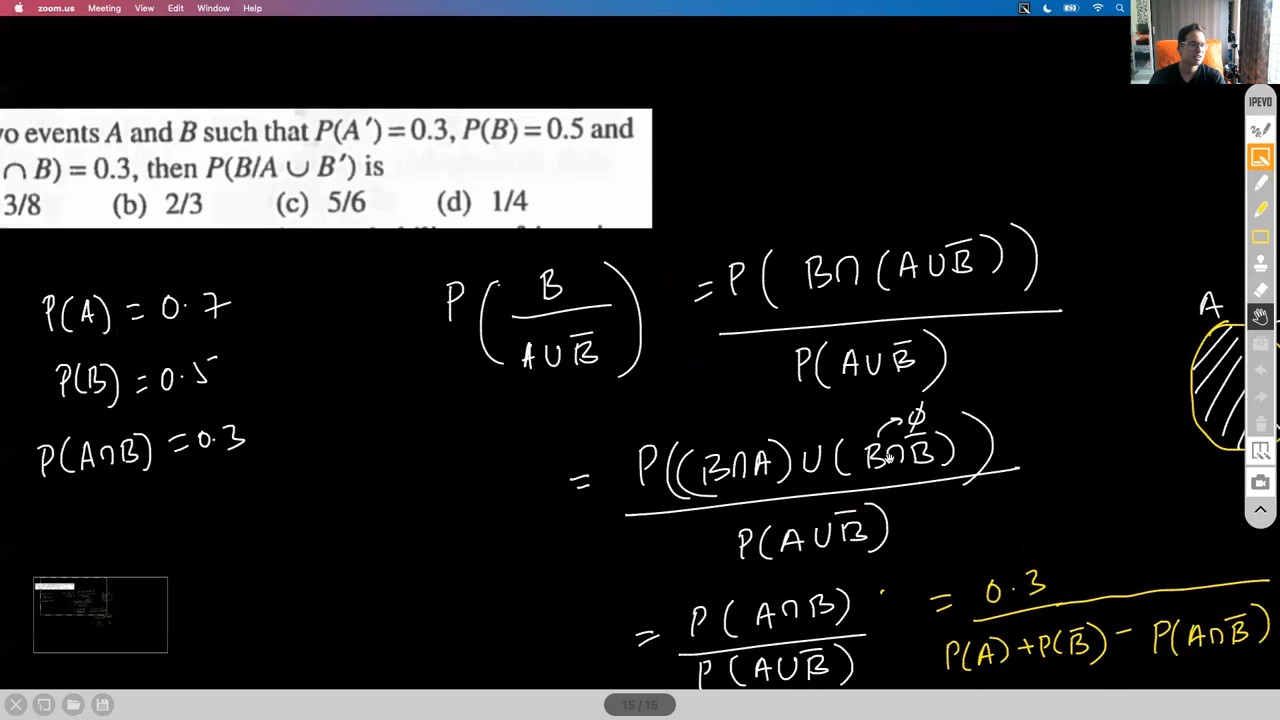 zoom.us Meeting View Edit Window Help
o events A and B such that P(A′) = 0.3, P(B) = 0.5 and
∩ B) = 0.3, then P(B/A ∪ B′) is
3/8 (b) 2/3 (c) 5/6 (d) 1/4
IPEVO
P(A) = 0.7
P(B) = 0.5
P(A∩B) = 0.3
P(B/(A∪B̅)) = P(B∩(A∪B̅))/P(A∪B̅)
A
= P((B∩A)∪(B∩B̅))/P(A∪B̅)
ϕ
= P(A∩B)/P(A∪B̅)
= 0.3/(P(A)+P(B̅)−P(A∩B̅))
15 / 15